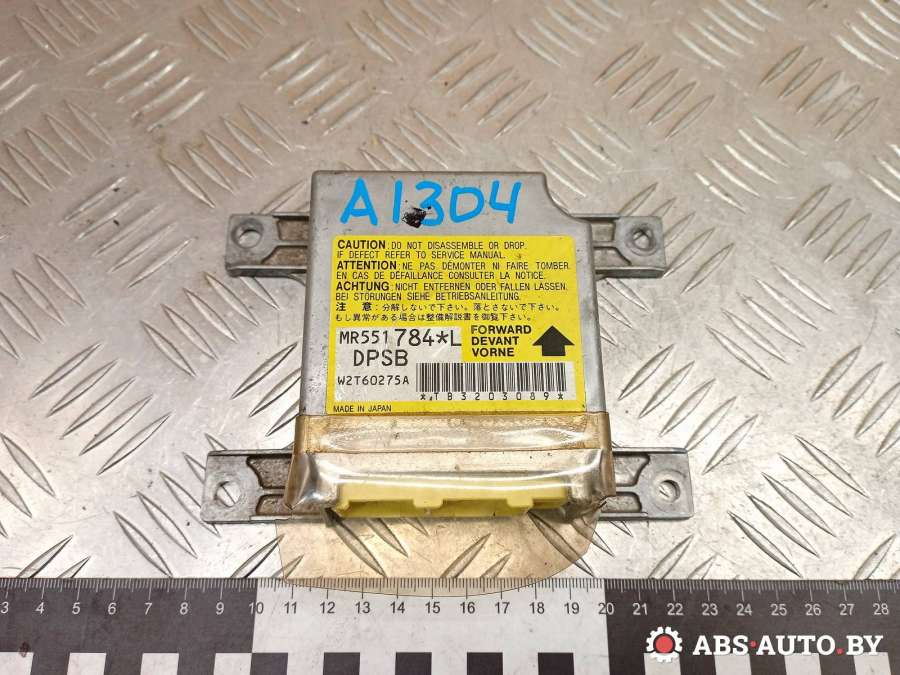 A1304
CAUTION : DO NOT DISASSEMBLE OR DROP.
IF DEFECT REFER TO SERVICE MANUAL.
ATTENTION : NE PAS DÉMONTER NI FAIRE TOMBER.
EN CAS DE DÉFAILLANCE CONSULTER LA NOTICE.
ACHTUNG : NICHT ENTFERNEN ODER FALLEN LASSEN.
BEI STÖRUNGEN SIEHE BETRIEBSANLEITUNG.
注 意 : 分解しないで下さい。落とさないで下さい。
もし異常がある場合は整備解説書を御覧下さい。
MR551784*L
DPSB
FORWARD
DEVANT
VORNE
W2T60275A
*TB3203089*
MADE IN JAPAN
3 4 5 6 7 8 9 10 11 12 13 14 15 16 17 18 19 20 21 22 23 24 25 26 27 28
ABS-AUTO.BY